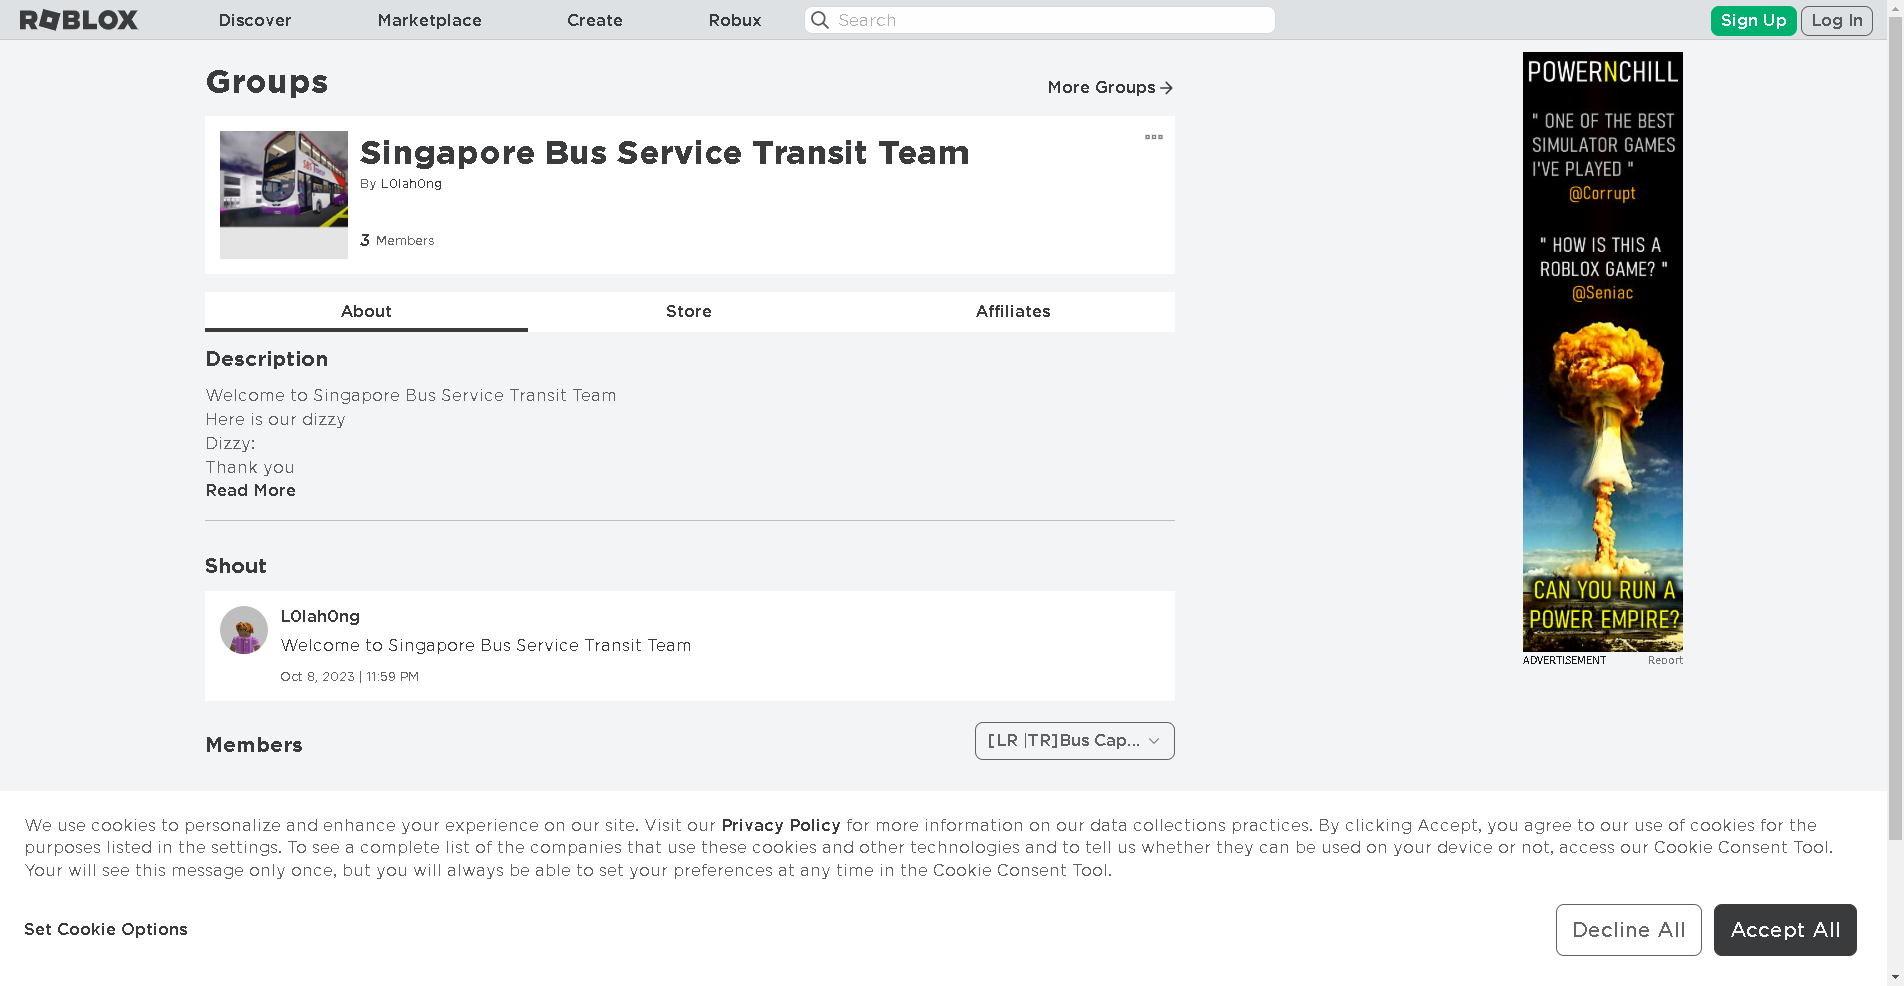 ROBLOX
Discover
Marketplace
Create
Robux
Search
Sign Up
Log In
Groups
More Groups
Singapore Bus Service Transit Team
By L0lah0ng
3 Members
About
Store
Affiliates
Description
Welcome to Singapore Bus Service Transit Team
Here is our dizzy
Dizzy:
Thank you
Read More
Shout
L0lah0ng
Welcome to Singapore Bus Service Transit Team
Oct 8, 2023 | 11:59 PM
Members
[LR |TR]Bus Cap...
POWERNCHILL
" ONE OF THE BEST
SIMULATOR GAMES
I'VE PLAYED "
@Corrupt
" HOW IS THIS A
ROBLOX GAME? "
@Seniac
CAN YOU RUN A
POWER EMPIRE?
ADVERTISEMENT
Report
We use cookies to personalize and enhance your experience on our site. Visit our Privacy Policy for more information on our data collections practices. By clicking Accept, you agree to our use of cookies for the
purposes listed in the settings. To see a complete list of the companies that use these cookies and other technologies and to tell us whether they can be used on your device or not, access our Cookie Consent Tool.
Your will see this message only once, but you will always be able to set your preferences at any time in the Cookie Consent Tool.
Set Cookie Options
Decline All
Accept All